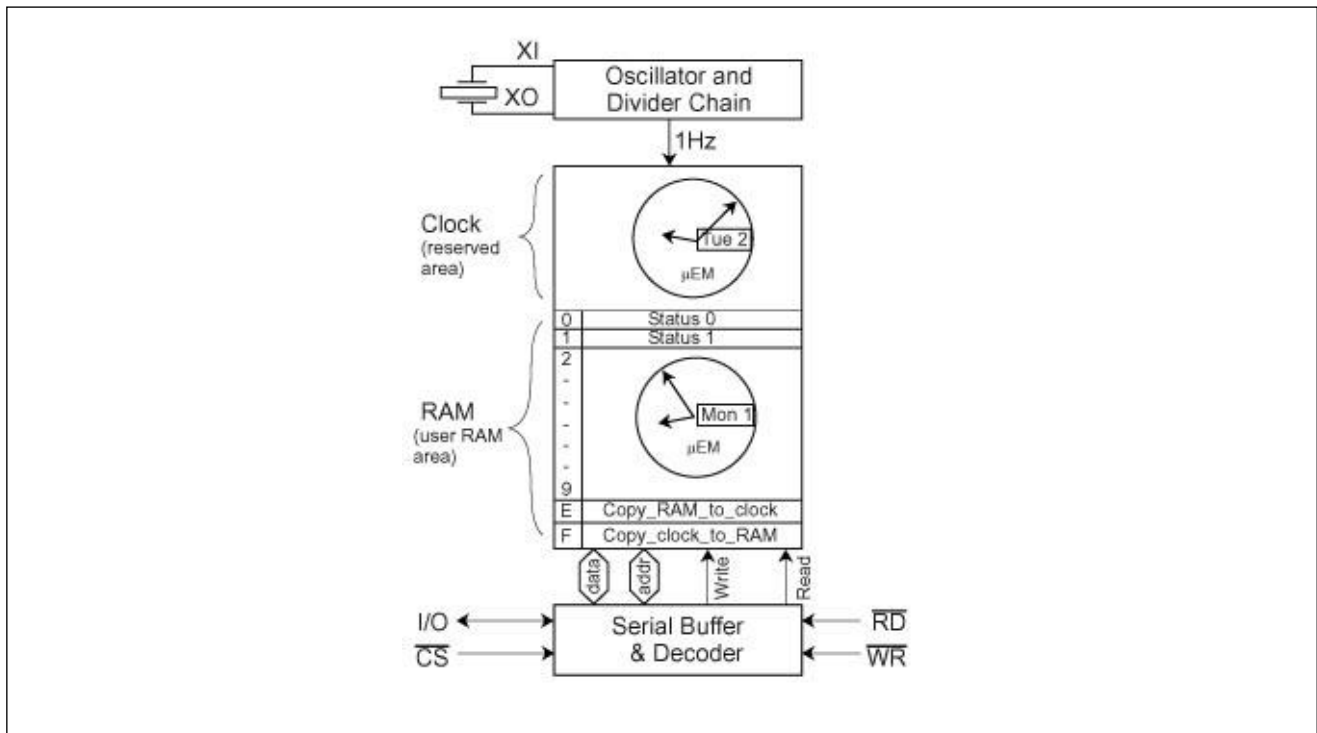 XI
XO
Oscillator and
Divider Chain
1Hz
Clock
(reserved
area)
Tue 2
µEM
0 Status 0
1 Status 1
2
-
-
-
-
-
-
9
Mon 1
µEM
RAM
(user RAM
area)
E Copy_RAM_to_clock
F Copy_clock_to_RAM
data
addr
Write
Read
I/O
CS
Serial Buffer
& Decoder
RD
WR